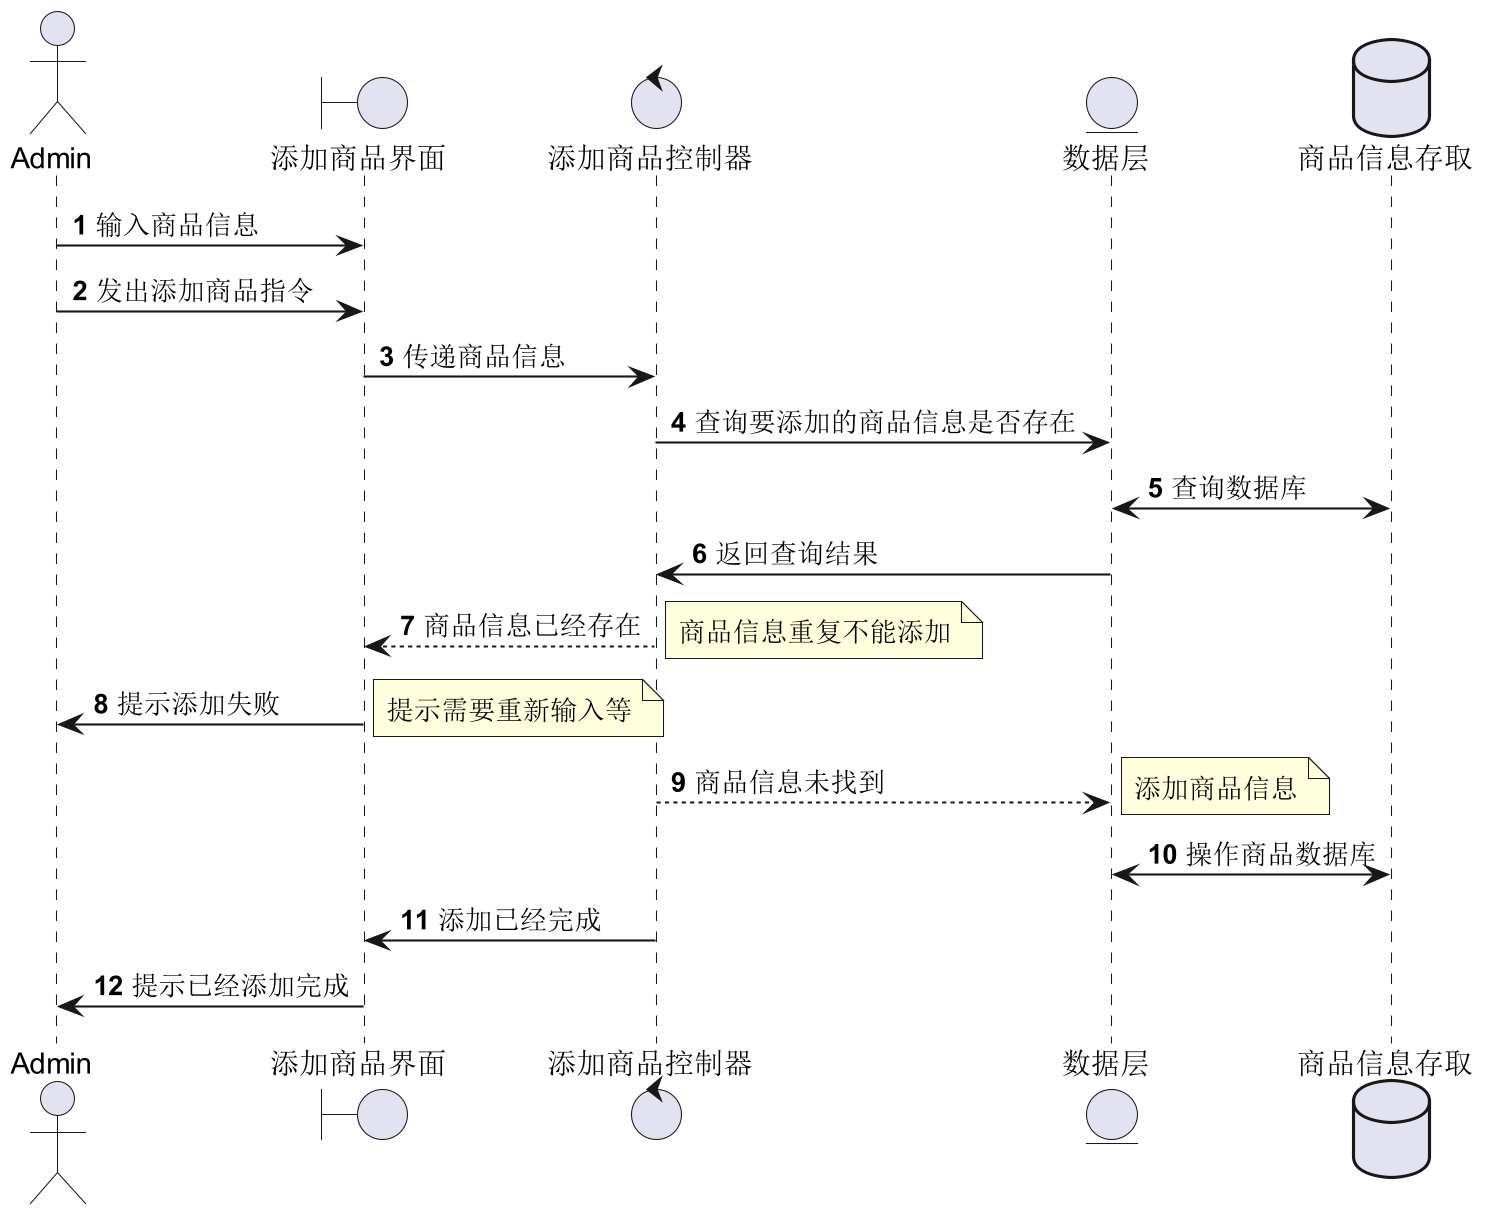 Admin
添加商品界面
添加商品控制器
数据层
商品信息存取
1 输入商品信息
2 发出添加商品指令
3 传递商品信息
4 查询要添加的商品信息是否存在
5 查询数据库
6 返回查询结果
7 商品信息已经存在
商品信息重复不能添加
8 提示添加失败
提示需要重新输入等
9 商品信息未找到
添加商品信息
10 操作商品数据库
11 添加已经完成
12 提示已经添加完成
Admin
添加商品界面
添加商品控制器
数据层
商品信息存取